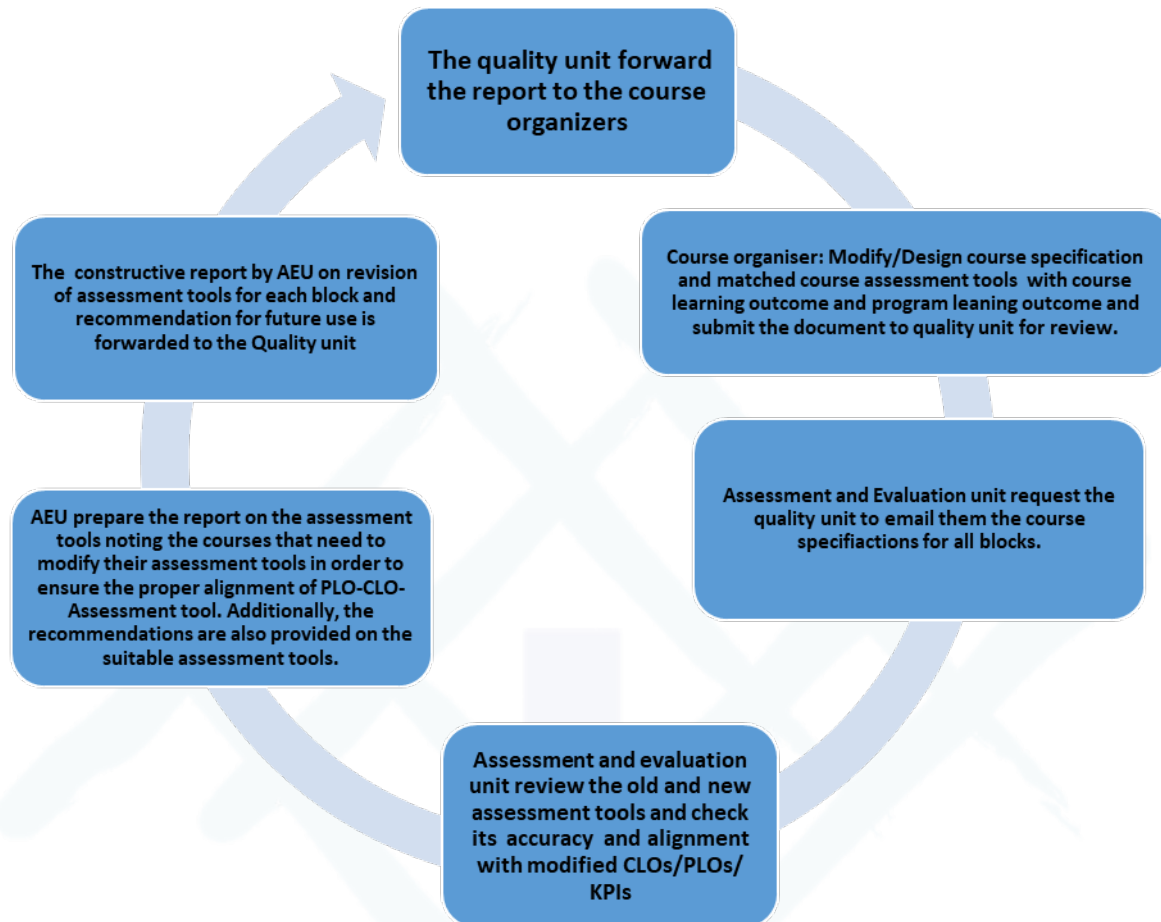 The quality unit forward
the report to the course
organizers
Course organiser: Modify/Design course specification
and matched course assessment tools with course
learning outcome and program leaning outcome and
submit the document to quality unit for review.
Assessment and Evaluation unit request the
quality unit to email them the course
specifiactions for all blocks.
Assessment and evaluation
unit review the old and new
assessment tools and check
its accuracy and alignment
with modified CLOs/PLOs/
KPIs
AEU prepare the report on the assessment
tools noting the courses that need to
modify their assessment tools in order to
ensure the proper alignment of PLO-CLO-
Assessment tool. Additionally, the
recommendations are also provided on the
suitable assessment tools.
The constructive report by AEU on revision
of assessment tools for each block and
recommendation for future use is
forwarded to the Quality unit